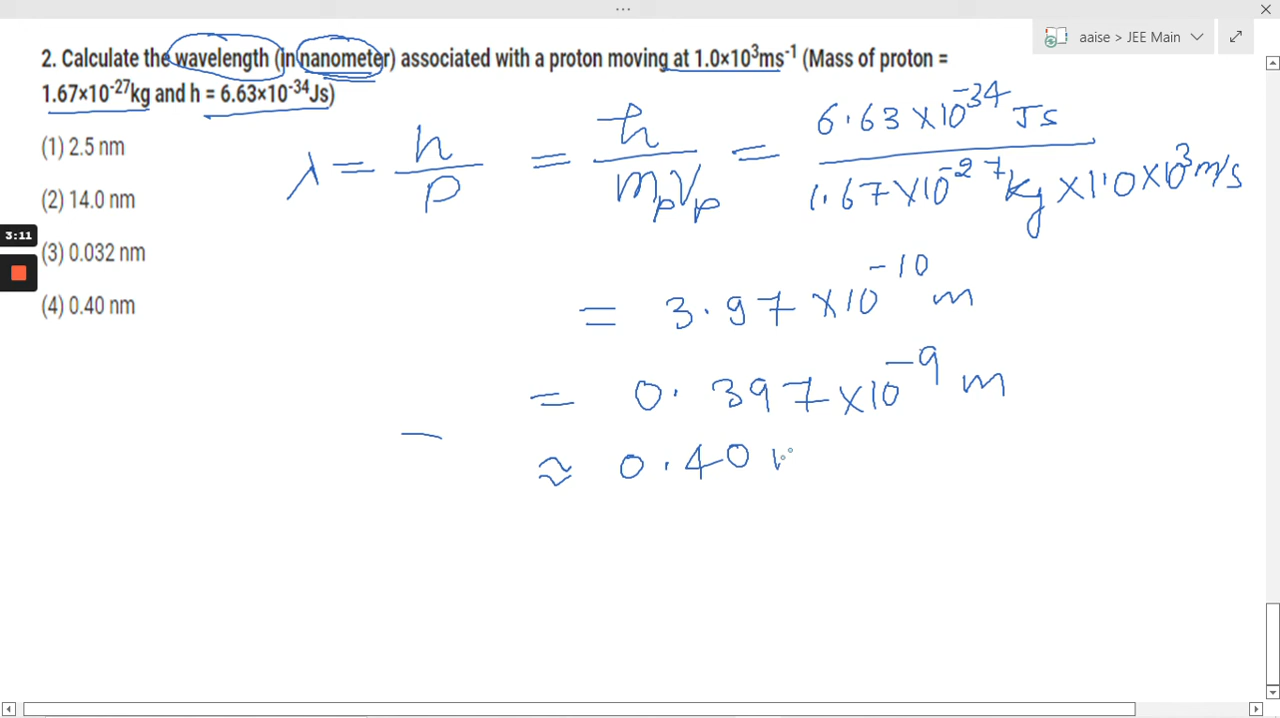 aaise > JEE Main
2. Calculate the wavelength (in nanometer) associated with a proton moving at 1.0×10³ms⁻¹ (Mass of proton =
1.67×10⁻²⁷kg and h = 6.63×10⁻³⁴Js)
(1) 2.5 nm
(2) 14.0 nm
(3) 0.032 nm
(4) 0.40 nm
3:11
λ = h/p = h/m_p v_p = 6.63×10⁻³⁴ Js / 1.67×10⁻²⁷ kg × 1.0×10³ m/s
= 3.97 ×10⁻¹⁰ m
= 0.397×10⁻⁹ m
≈ 0.40